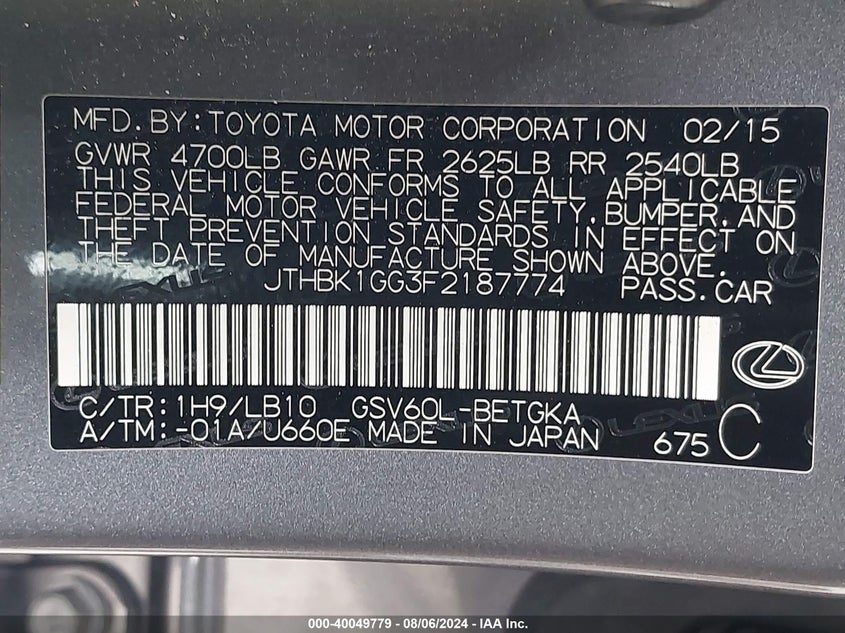 MFD.BY:TOYOTA MOTOR CORPORATION 02/15
GVWR 4700LB GAWR FR 2625LB RR 2540LB
THIS VEHICLE CONFORMS TO ALL APPLICABLE
FEDERAL MOTOR VEHICLE SAFETY,BUMPER,AND
THEFT PREVENTION STANDARDS IN EFFECT ON
THE DATE OF MANUFACTURE SHOWN ABOVE.
JTHBK1GG3F2187774 PASS.CAR
C/TR:1H9/LB10 GSV60L-BETGKA
A/TM:-01A/U660E MADE IN JAPAN 675 C
000-40049779 - 08/06/2024 - IAA Inc.